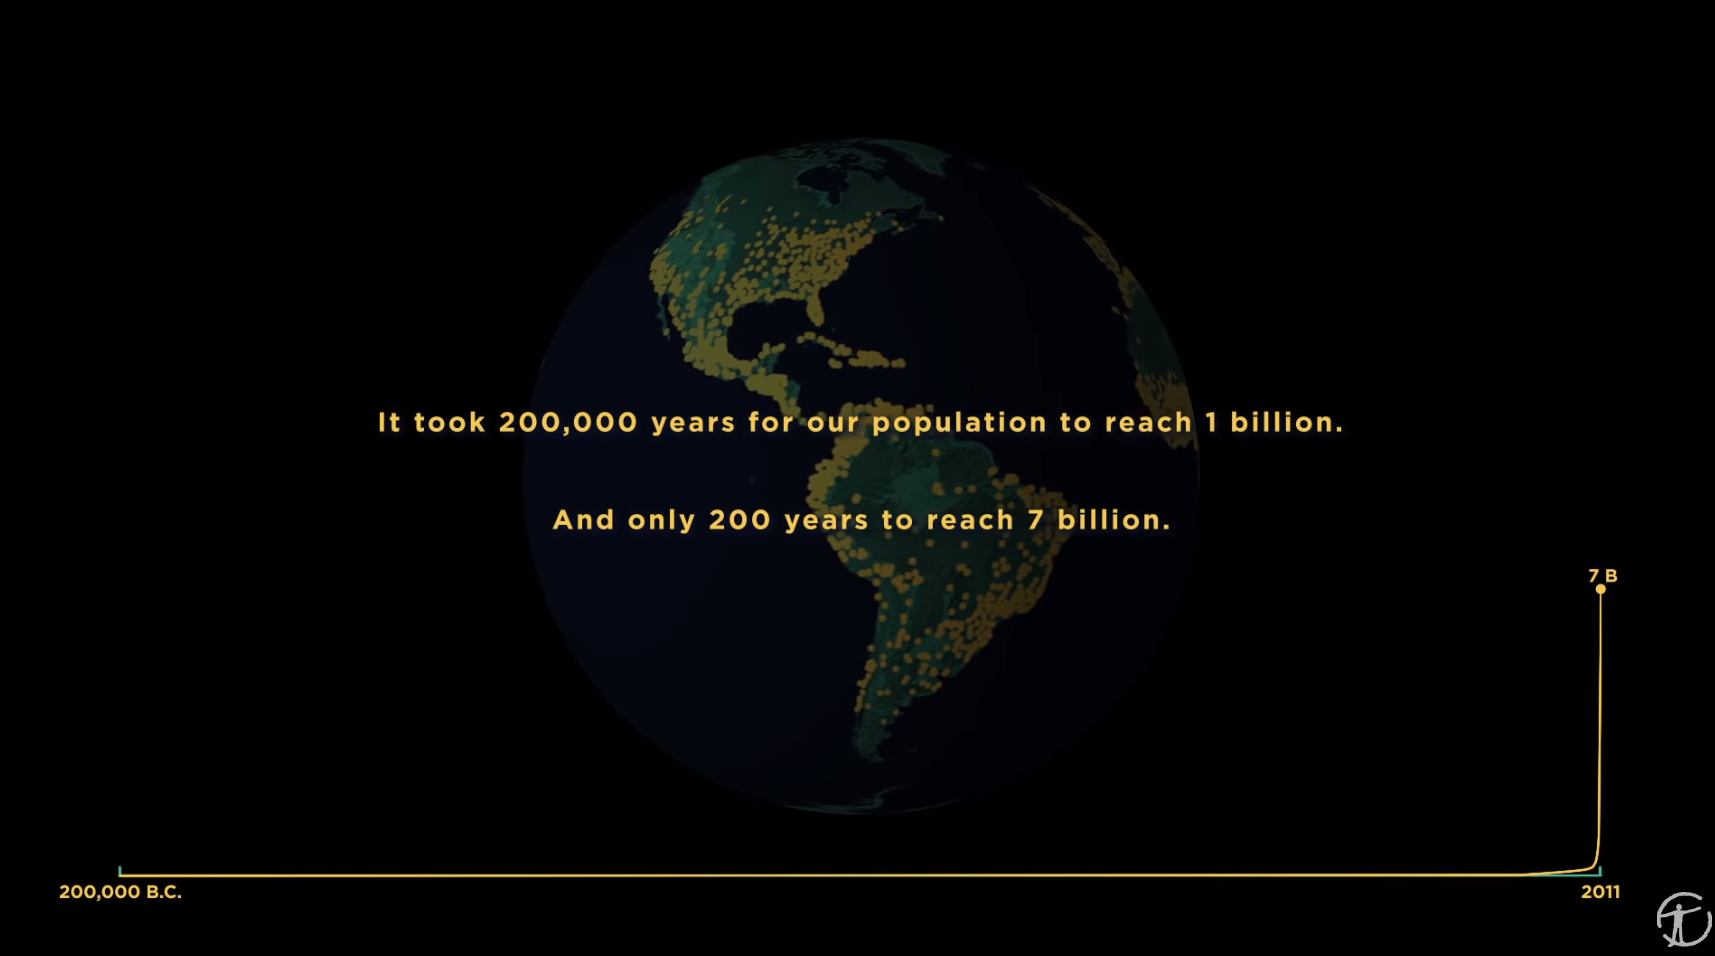 It took 200,000 years for our population to reach 1 billion.
And only 200 years to reach 7 billion.
7 B
200,000 B.C.
2011